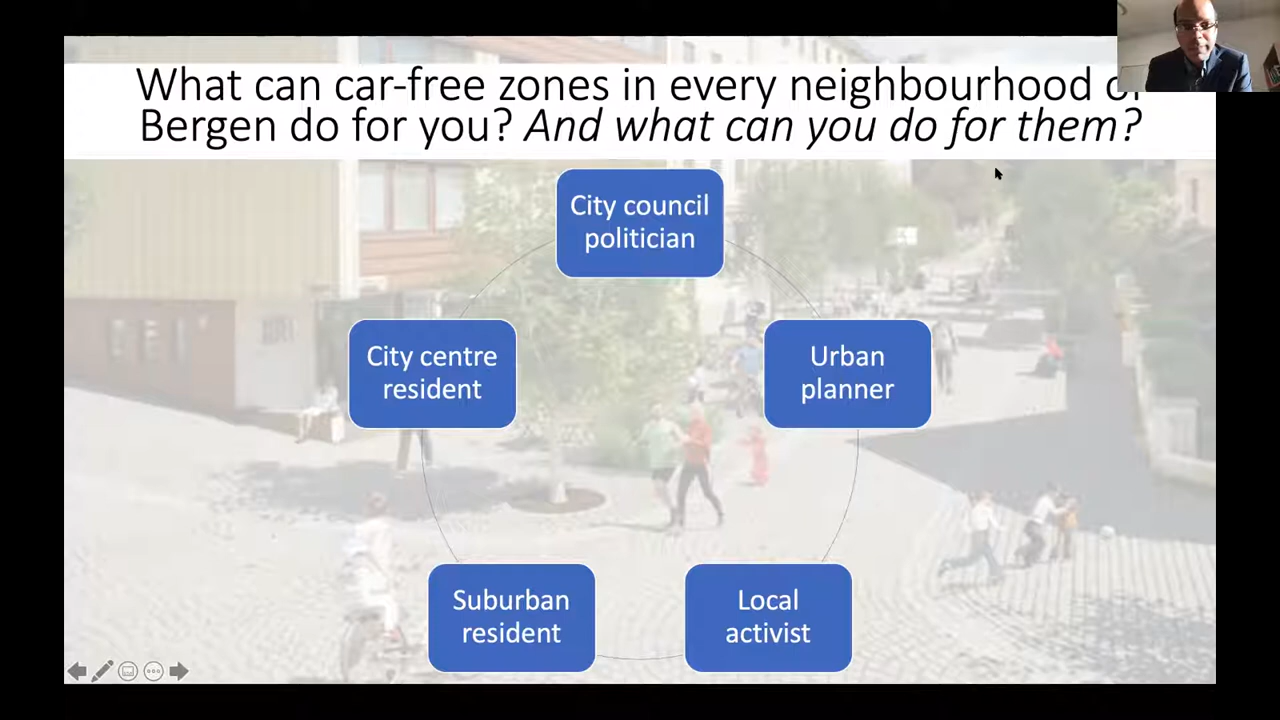 What can car-free zones in every neighbourhood of
Bergen do for you? And what can you do for them?
City council
politician
City centre
resident
Urban
planner
Suburban
resident
Local
activist